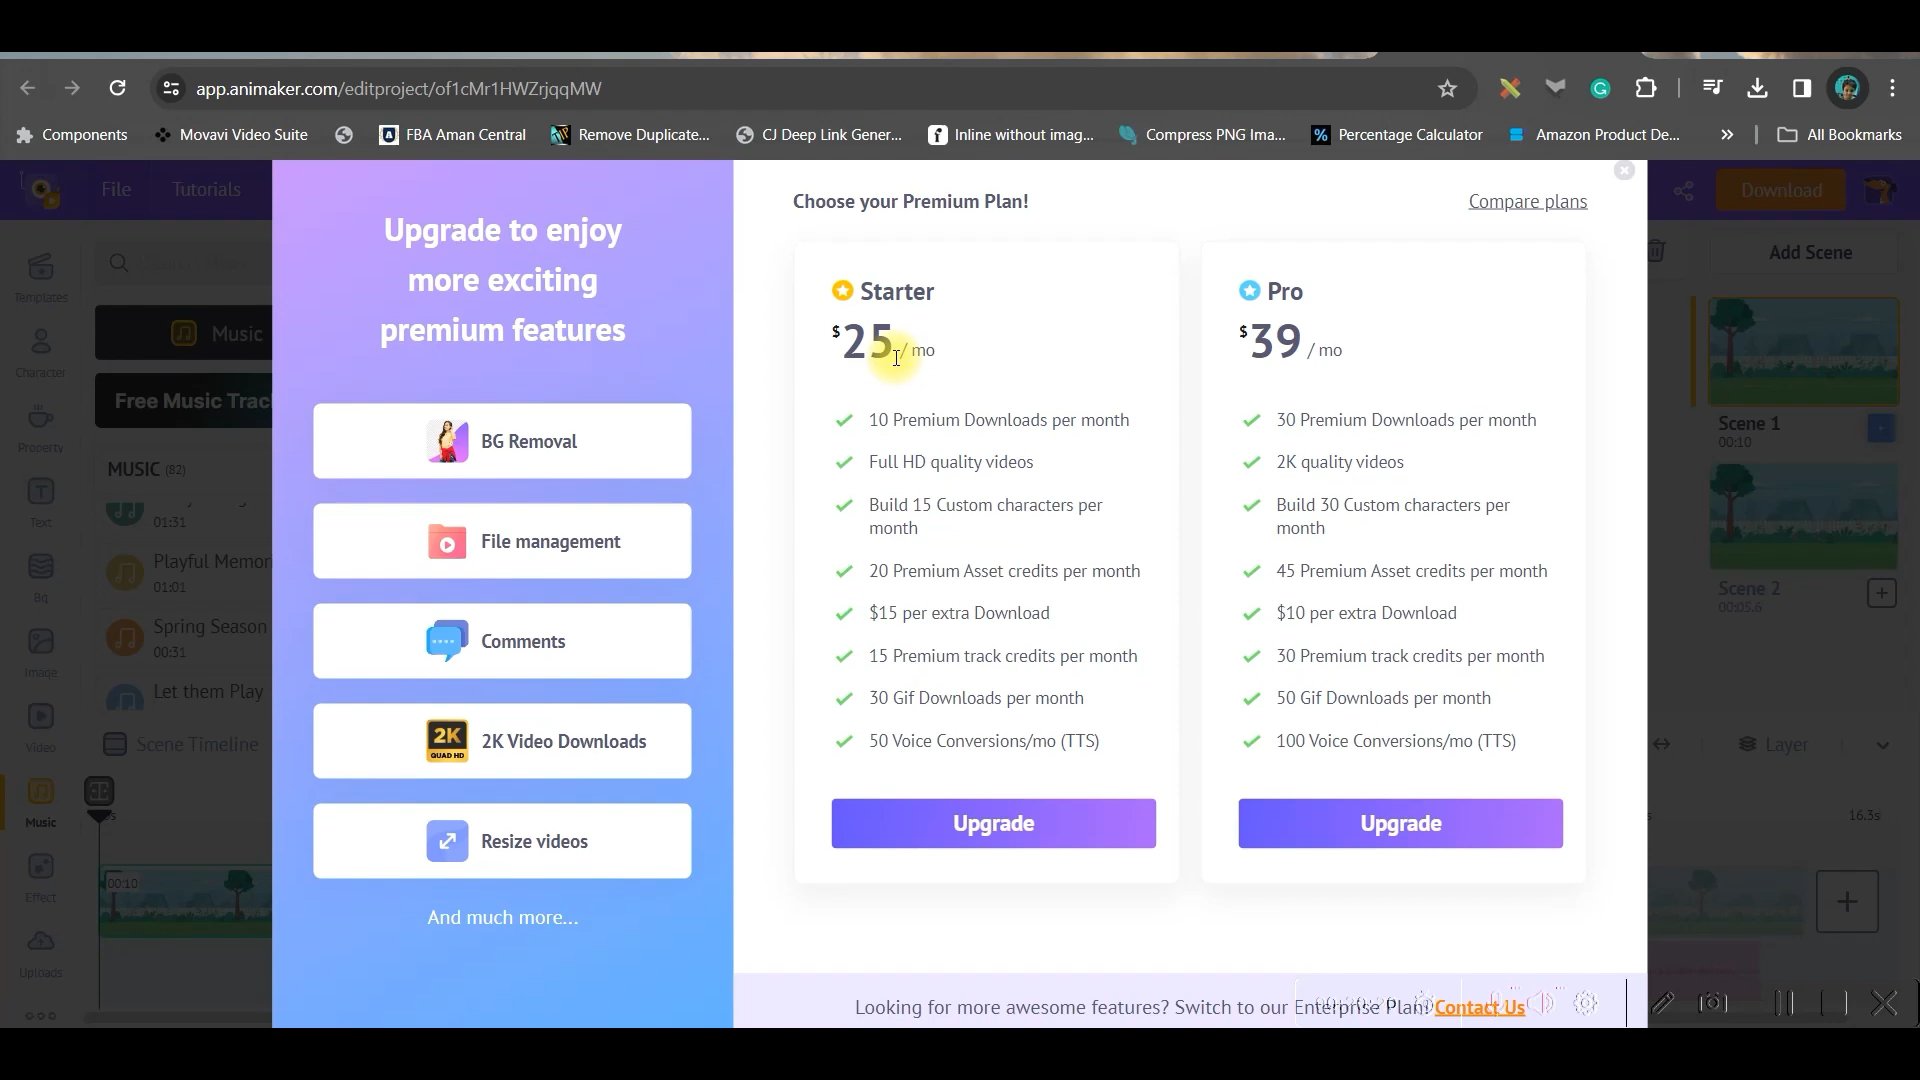 app.animaker.com/editproject/of1cMr1HWZrjqqMW
Components
Movavi Video Suite
FBA Aman Central
Remove Duplicate...
CJ Deep Link Gener...
Inline without imag...
Compress PNG Ima...
Percentage Calculator
Amazon Product De...
All Bookmarks
File
Tutorials
Download
Upgrade to enjoy
more exciting
premium features
BG Removal
File management
Comments
2K
QUAD HD
2K Video Downloads
Resize videos
And much more...
Choose your Premium Plan!
Compare plans
Starter
$25 / mo
10 Premium Downloads per month
Full HD quality videos
Build 15 Custom characters per
month
20 Premium Asset credits per month
$15 per extra Download
15 Premium track credits per month
30 Gif Downloads per month
50 Voice Conversions/mo (TTS)
Upgrade
Pro
$39 / mo
30 Premium Downloads per month
2K quality videos
Build 30 Custom characters per
month
45 Premium Asset credits per month
$10 per extra Download
30 Premium track credits per month
50 Gif Downloads per month
100 Voice Conversions/mo (TTS)
Upgrade
Looking for more awesome features? Switch to our Enterprise Plan! Contact Us
Templates
Character
Property
Text
Bg
Image
Video
Music
Effect
Uploads
Music
Free Music Trac
MUSIC (82)
01:31
Playful Memor
01:01
Spring Season
00:31
Let them Play
Scene Timeline
00:10
Add Scene
Scene 1
00:10
Scene 2
00:05.6
Layer
16.5s